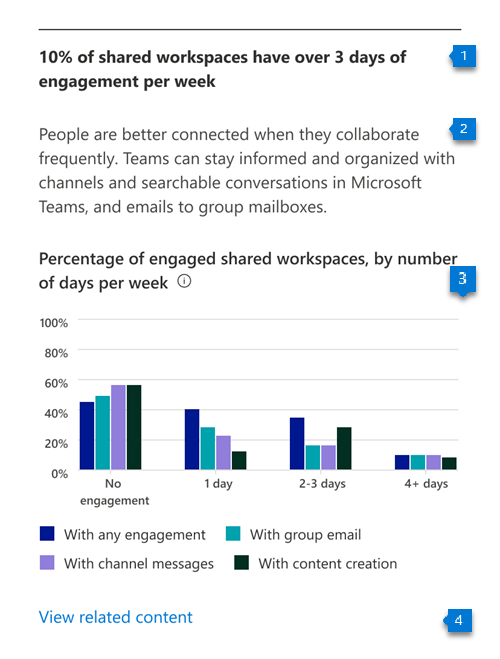 10% of shared workspaces have over 3 days of
1
engagement per week
People are better connected when they collaborate
2
frequently. Teams can stay informed and organized with
channels and searchable conversations in Microsoft
Teams, and emails to group mailboxes.
Percentage of engaged shared workspaces, by number
of days per week
3
100%
80%
60%
40%
20%
0%
No
engagement
1 day
2-3 days
4+ days
With any engagement
With group email
With channel messages
With content creation
View related content
4